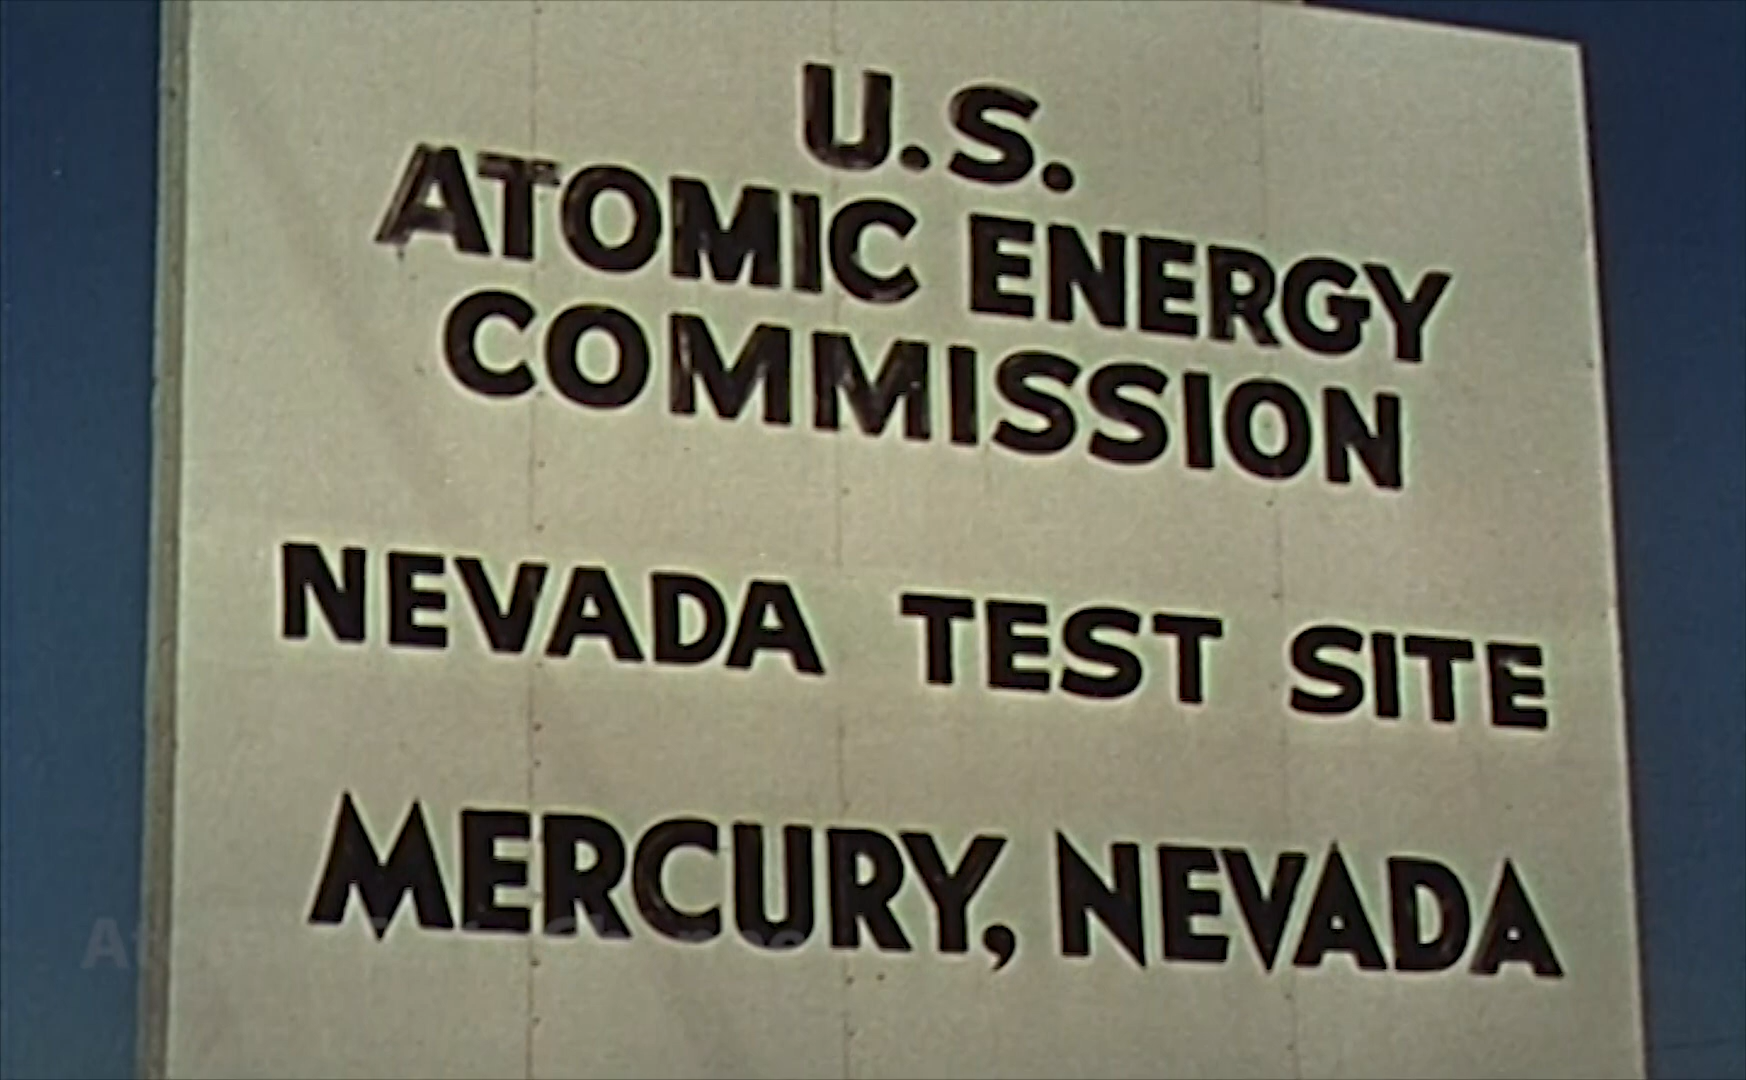 U.S.
ATOMIC ENERGY
COMMISSION
NEVADA TEST SITE
MERCURY, NEVADA